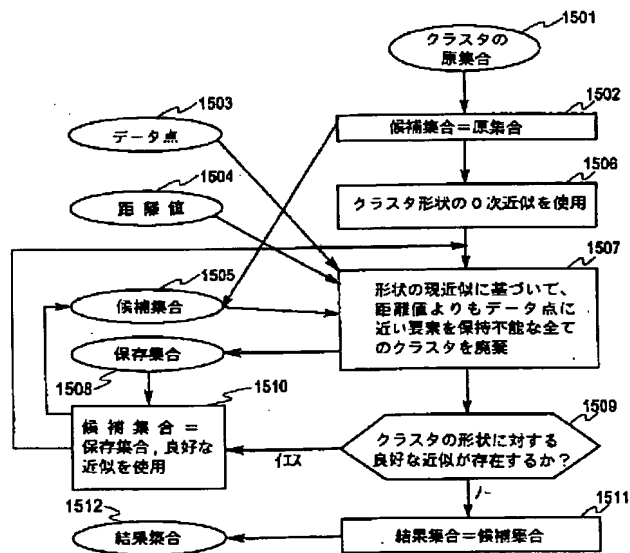 1501
クラスタの
原集合
1502
候補集合=原集合
1503
データ点
1504
距離値
1506
クラスタ形状の0次近似を使用
1507
形状の現近似に基づいて、
距離値よりもデータ点に
近い要素を保持不能な全て
のクラスタを廃棄
1505
候補集合
保存集合
1508
1510
候補集合=
保存集合,良好な
近似を使用
1509
クラスタの形状に対する
良好な近似が存在するか?
イエス
ノー
1511
結果集合=候補集合
1512
結果集合